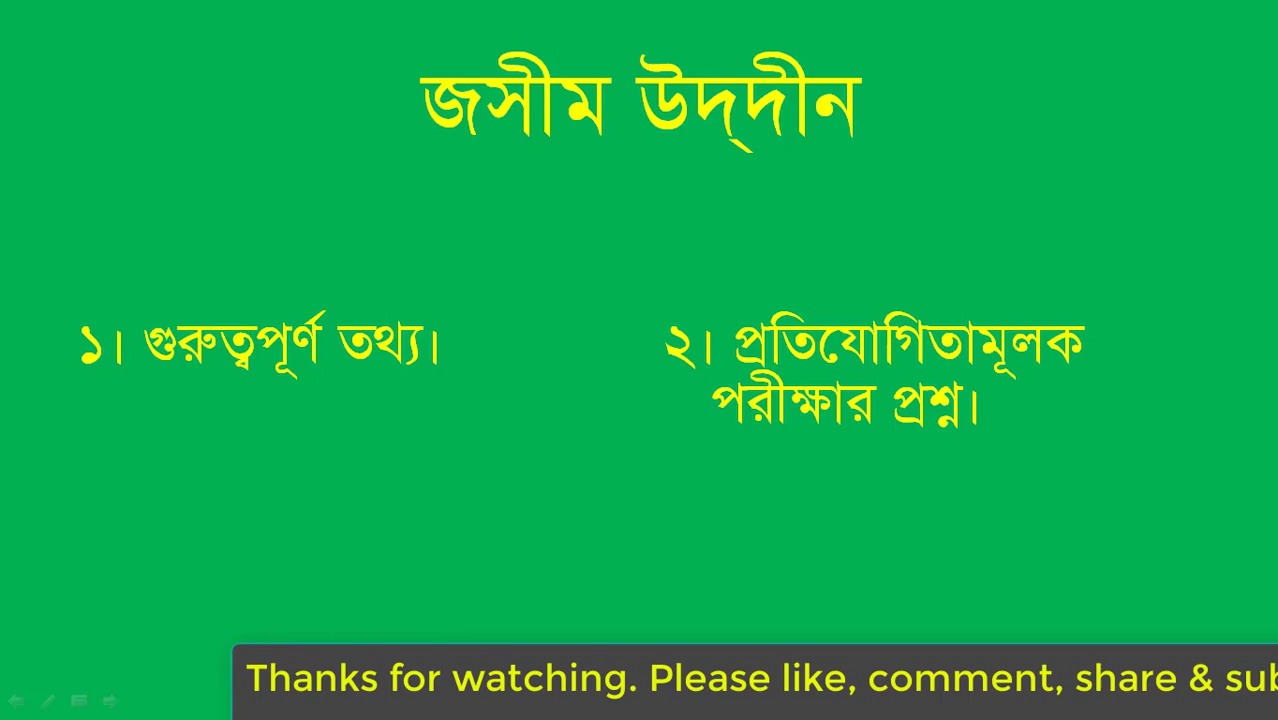 জসীম উদ্‌দীন
১। গুরুত্বপূর্ণ তথ্য।
২। প্রতিযোগিতামূলক
পরীক্ষার প্রশ্ন।
Thanks for watching. Please like, comment, share & sub